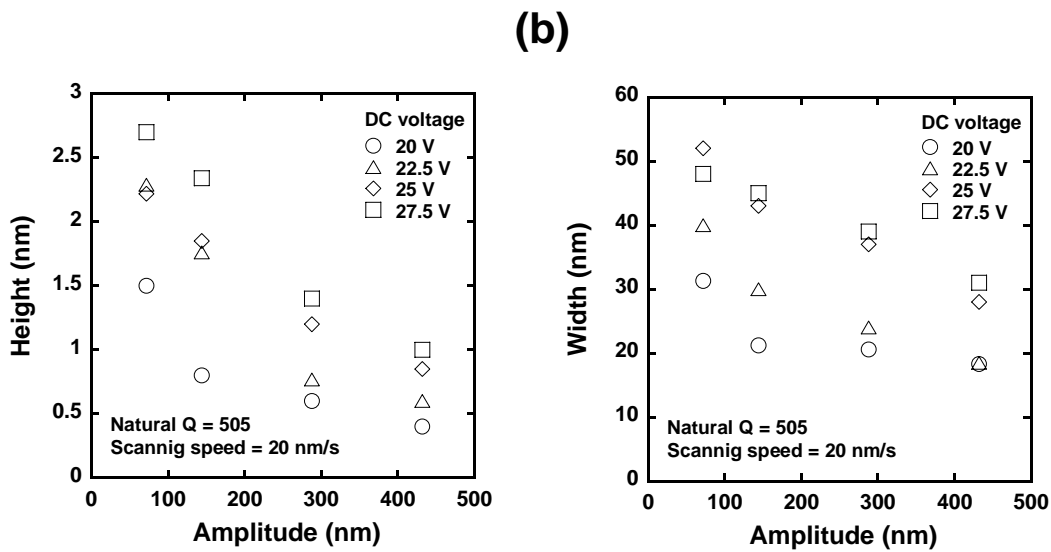 (b)
3
2.5
2
1.5
1
0.5
0
0
100
200
300
400
500
Height (nm)
Amplitude (nm)
DC voltage
20 V
22.5 V
25 V
27.5 V
Natural Q = 505
Scannig speed = 20 nm/s
60
50
40
30
20
10
0
0
100
200
300
400
500
Width (nm)
Amplitude (nm)
DC voltage
20 V
22.5 V
25 V
27.5 V
Natural Q = 505
Scannig speed = 20 nm/s